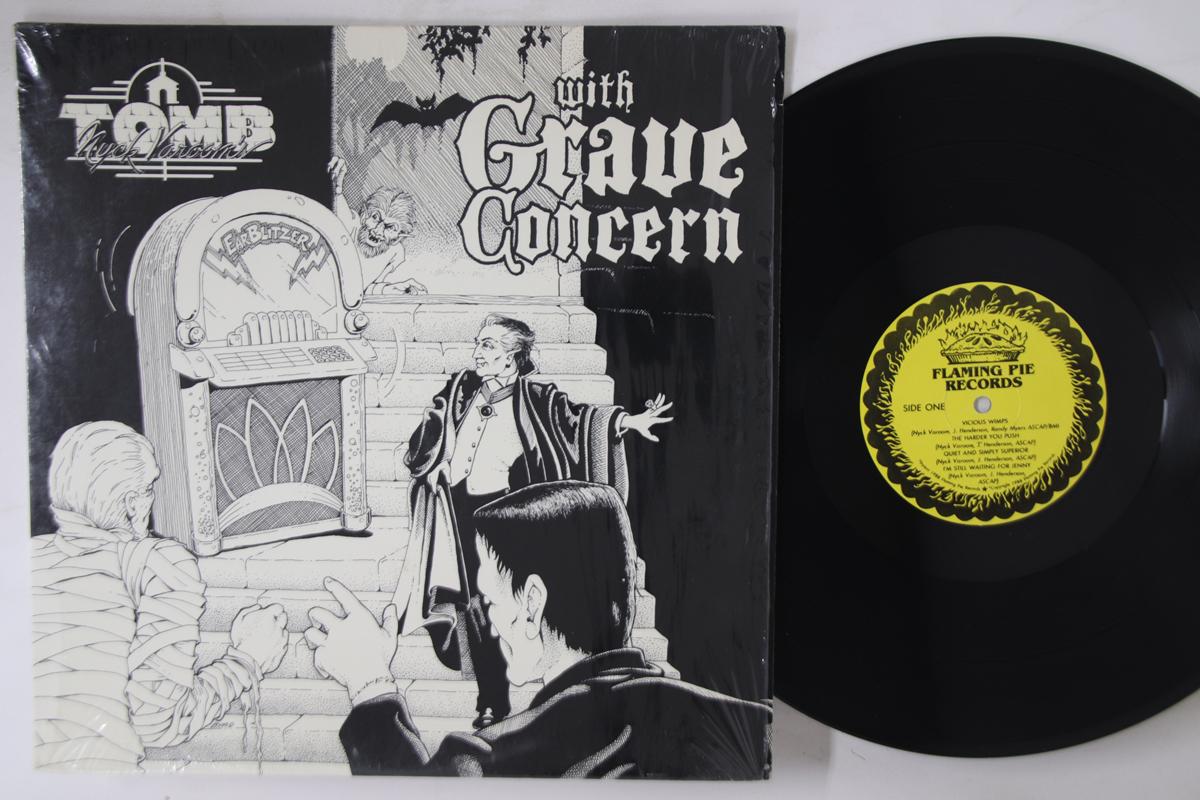 TOMB
Nyck Varoom's
with
Grave
Concern
EARBLITZER
FLAMING PIE
RECORDS
SIDE ONE
VICIOUS WIMPS
(Nyck Varoom, J. Henderson, Randy Myers ASCAP/BMI)
THE HARDER YOU PUSH
(Nyck Varoom, J. Henderson, ASCAP)
QUIET AND SIMPLY SUPERIOR
(Nyck Varoom, J. Henderson, ASCAP)
I'M STILL WAITING FOR JENNY
(Nyck Varoom, J. Henderson,
ASCAP)